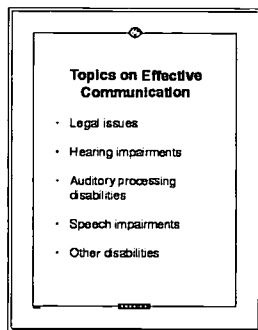 Topics on Effective
Communication
· Legal issues
· Hearing impairments
· Auditory processing
disabilities
· Speech impairments
· Other disabilities